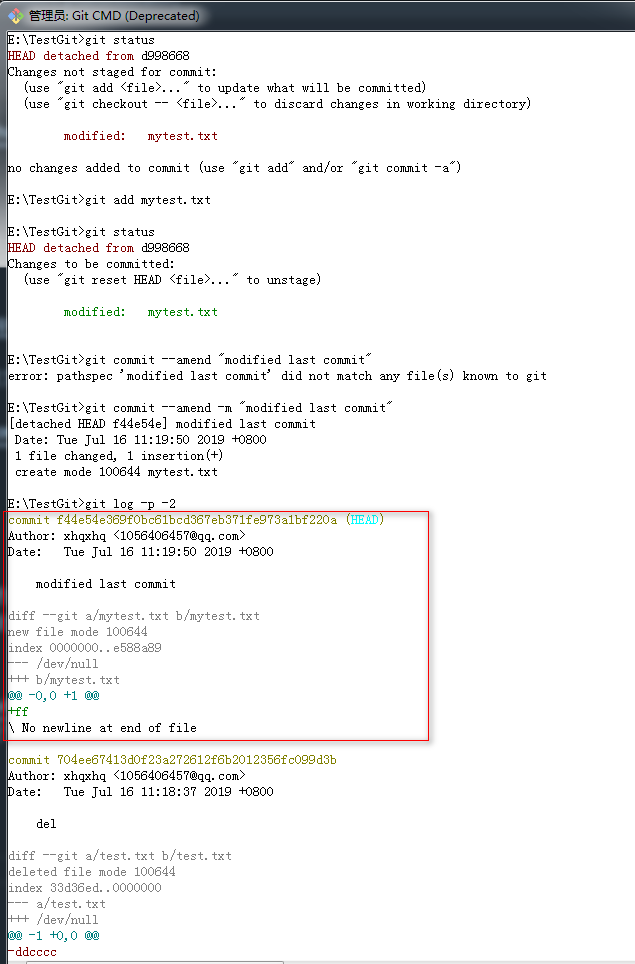 管理员: Git CMD (Deprecated)
E:\TestGit>git status
HEAD detached from d998668
Changes not staged for commit:
  (use "git add <file>..." to update what will be committed)
  (use "git checkout -- <file>..." to discard changes in working directory)
        modified:   mytest.txt
no changes added to commit (use "git add" and/or "git commit -a")
E:\TestGit>git add mytest.txt
E:\TestGit>git status
HEAD detached from d998668
Changes to be committed:
  (use "git reset HEAD <file>..." to unstage)
        modified:   mytest.txt
E:\TestGit>git commit --amend "modified last commit"
error: pathspec 'modified last commit' did not match any file(s) known to git
E:\TestGit>git commit --amend -m "modified last commit"
[detached HEAD f44e54e] modified last commit
 Date: Tue Jul 16 11:19:50 2019 +0800
 1 file changed, 1 insertion(+)
 create mode 100644 mytest.txt
E:\TestGit>git log -p -2
commit f44e54e369f0bc61bcd367eb371fe973a1bf220a (HEAD)
Author: xhqxhq <1056406457@qq.com>
Date:   Tue Jul 16 11:19:50 2019 +0800
    modified last commit
diff --git a/mytest.txt b/mytest.txt
new file mode 100644
index 0000000..e588a89
--- /dev/null
+++ b/mytest.txt
@@ -0,0 +1 @@
+ff
\ No newline at end of file
commit 704ee67413d0f23a272612f6b2012356fc099d3b
Author: xhqxhq <1056406457@qq.com>
Date:   Tue Jul 16 11:18:37 2019 +0800
    del
diff --git a/test.txt b/test.txt
deleted file mode 100644
index 33d36ed..0000000
--- a/test.txt
+++ /dev/null
@@ -1 +0,0 @@
-ddcccc